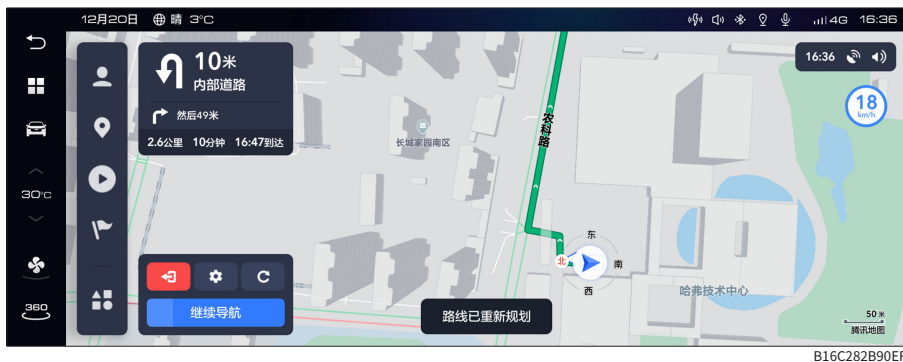 12月20日 晴 3°C 4G 16:36
10米
内部道路
然后49米
2.6公里 10分钟 16:47到达
16:36
18
km/h
农科路
长城家园南区
30°C
东
北
南
西
哈弗技术中心
继续导航
路线已重新规划
360
50米
腾讯地图
B16C282B90EF